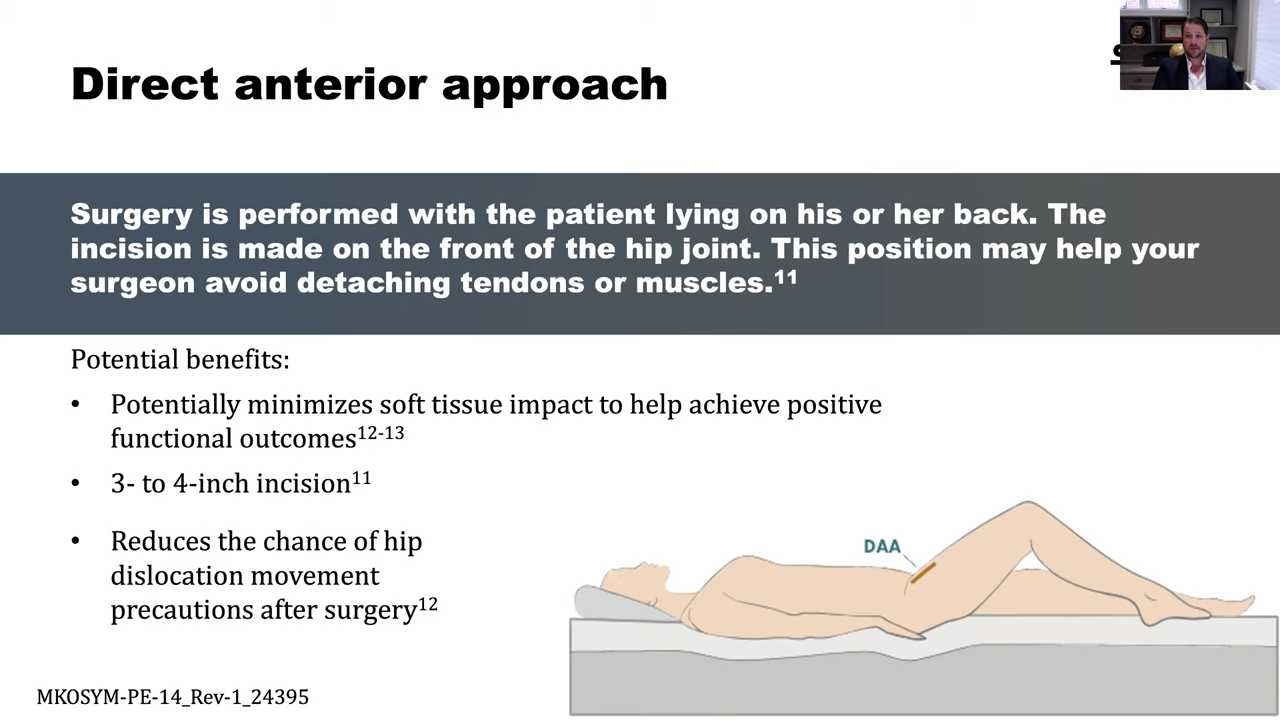 Direct anterior approach
Surgery is performed with the patient lying on his or her back. The
incision is made on the front of the hip joint. This position may help your
surgeon avoid detaching tendons or muscles.¹¹
Potential benefits:
• Potentially minimizes soft tissue impact to help achieve positive
functional outcomes¹²⁻¹³
• 3- to 4-inch incision¹¹
• Reduces the chance of hip
dislocation movement
precautions after surgery¹²
DAA
MKOSYM-PE-14_Rev-1_24395